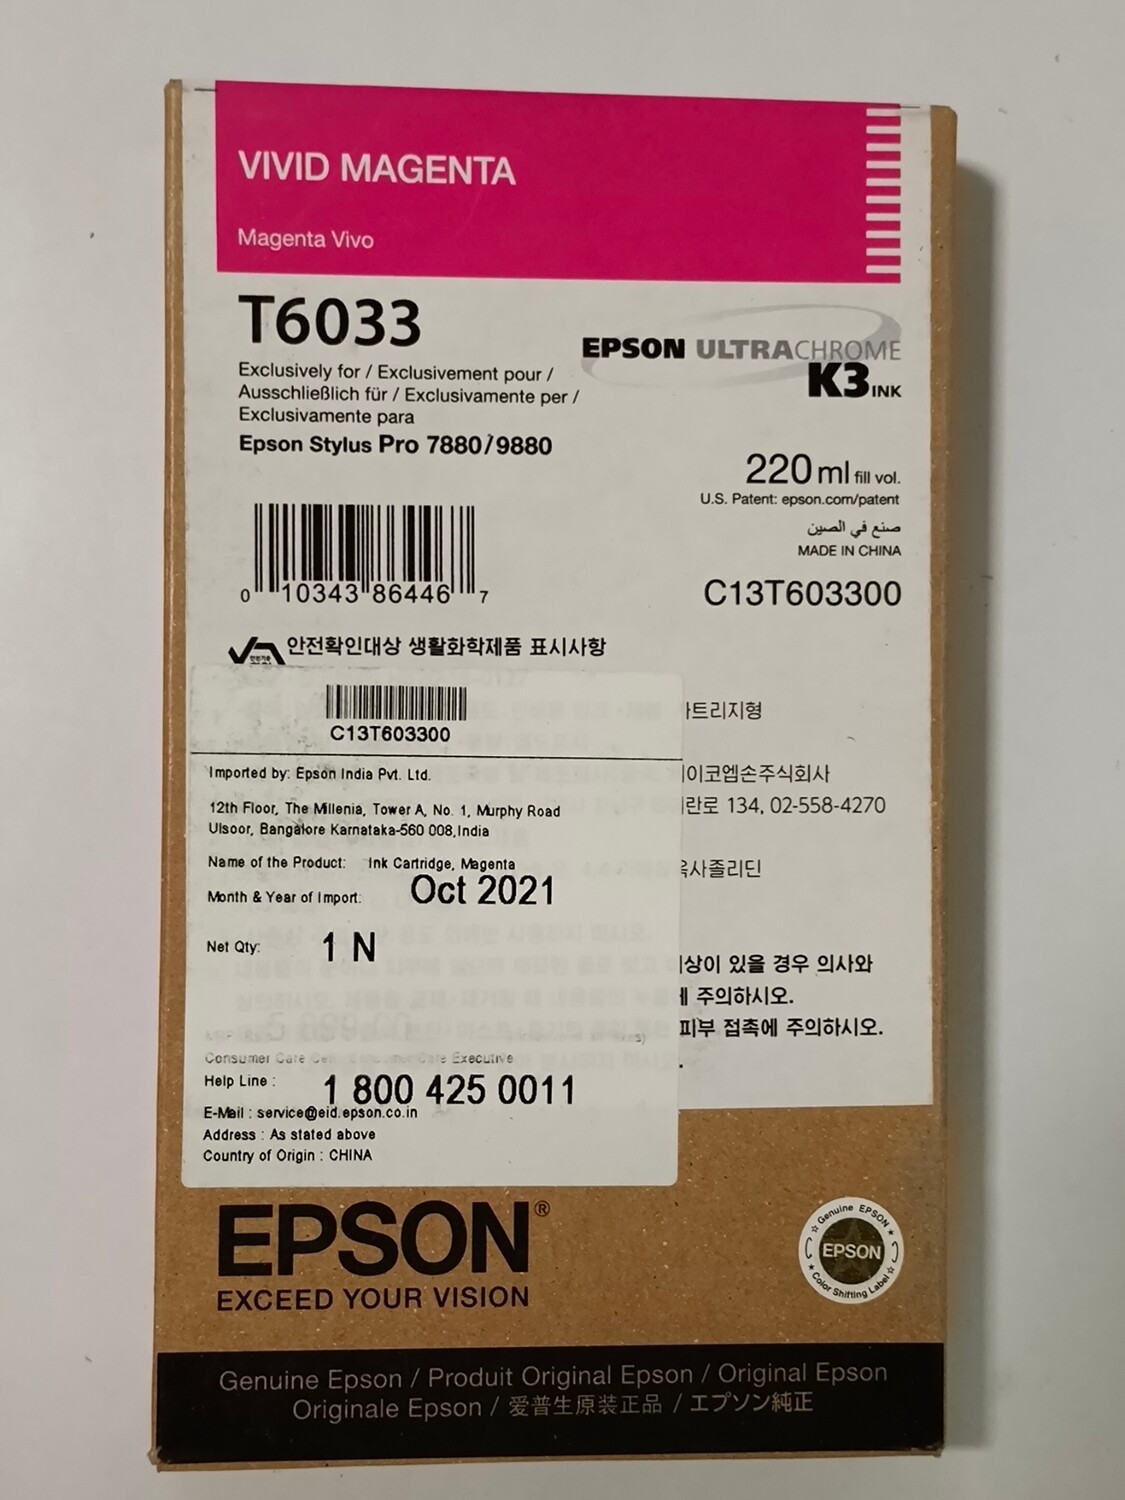 VIVID MAGENTA
Magenta Vivo
T6033
Exclusively for / Exclusivement pour /
Ausschließlich für / Exclusivamente per /
Exclusivamente para
Epson Stylus Pro 7880/9880
EPSON ULTRACHROME
K3 INK
220 ml fill vol.
U.S. Patent: epson.com/patent
صنع في الصين
MADE IN CHINA
C13T603300
0 10343 86446 7
안전확인대상 생활화학제품 표시사항
트리지형
이코엡손주식회사
란로 134, 02-558-4270
사졸리딘
상이 있을 경우 의사와
주의하시오.
피부 접촉에 주의하시오.
C13T603300
Imported by: Epson India Pvt. Ltd.
12th Floor, The Millenia, Tower A, No. 1, Murphy Road
Ulsoor, Bangalore Karnataka-560 008,India
Name of the Product: Ink Cartridge, Magenta
Month & Year of Import: Oct 2021
Net Qty: 1 N
Consumer Care Executive
Help Line : 1 800 425 0011
E-Mail : service@eid.epson.co.in
Address : As stated above
Country of Origin : CHINA
EPSON®
EXCEED YOUR VISION
Genuine EPSON
EPSON
Color Shifting Label
Genuine Epson / Produit Original Epson / Original Epson
Originale Epson / 爱普生原装正品 / エプソン純正